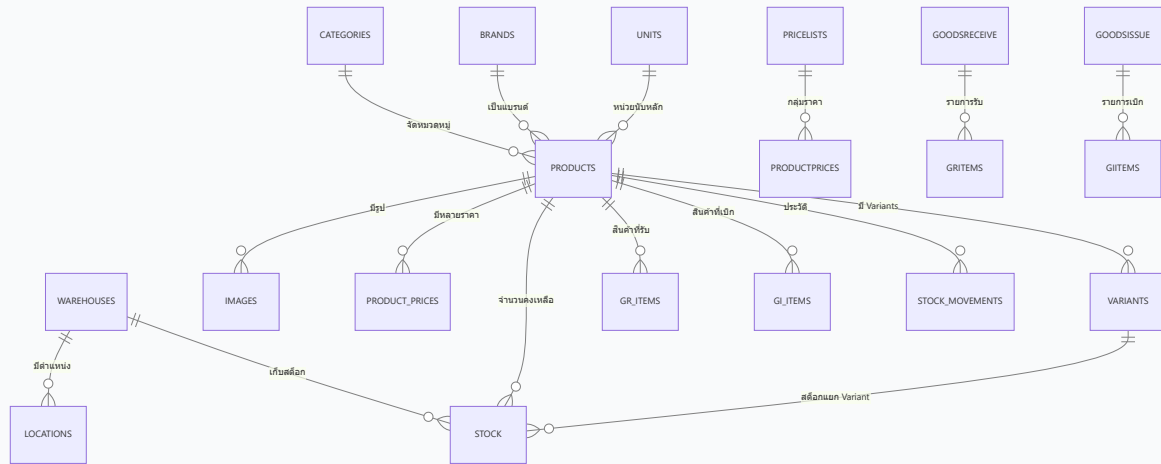 CATEGORIES
BRANDS
UNITS
PRICELISTS
GOODSRECEIVE
GOODSISSUE
เป็นแบรนด์
หน่วยนับหลัก
กลุ่มราคา
รายการรับ
รายการเบิก
จัดหมวดหมู่
PRODUCTS
PRODUCTPRICES
GRITEMS
GIITEMS
มีรูป
มีหลายราคา
สินค้าที่รับ
สินค้าที่เบิก
ประวัติ
มี Variants
WAREHOUSES
IMAGES
PRODUCT_PRICES
จำนวนคงเหลือ
GR_ITEMS
GI_ITEMS
STOCK_MOVEMENTS
VARIANTS
มีตำแหน่ง
เก็บสต็อก
สต็อกแยก Variant
LOCATIONS
STOCK